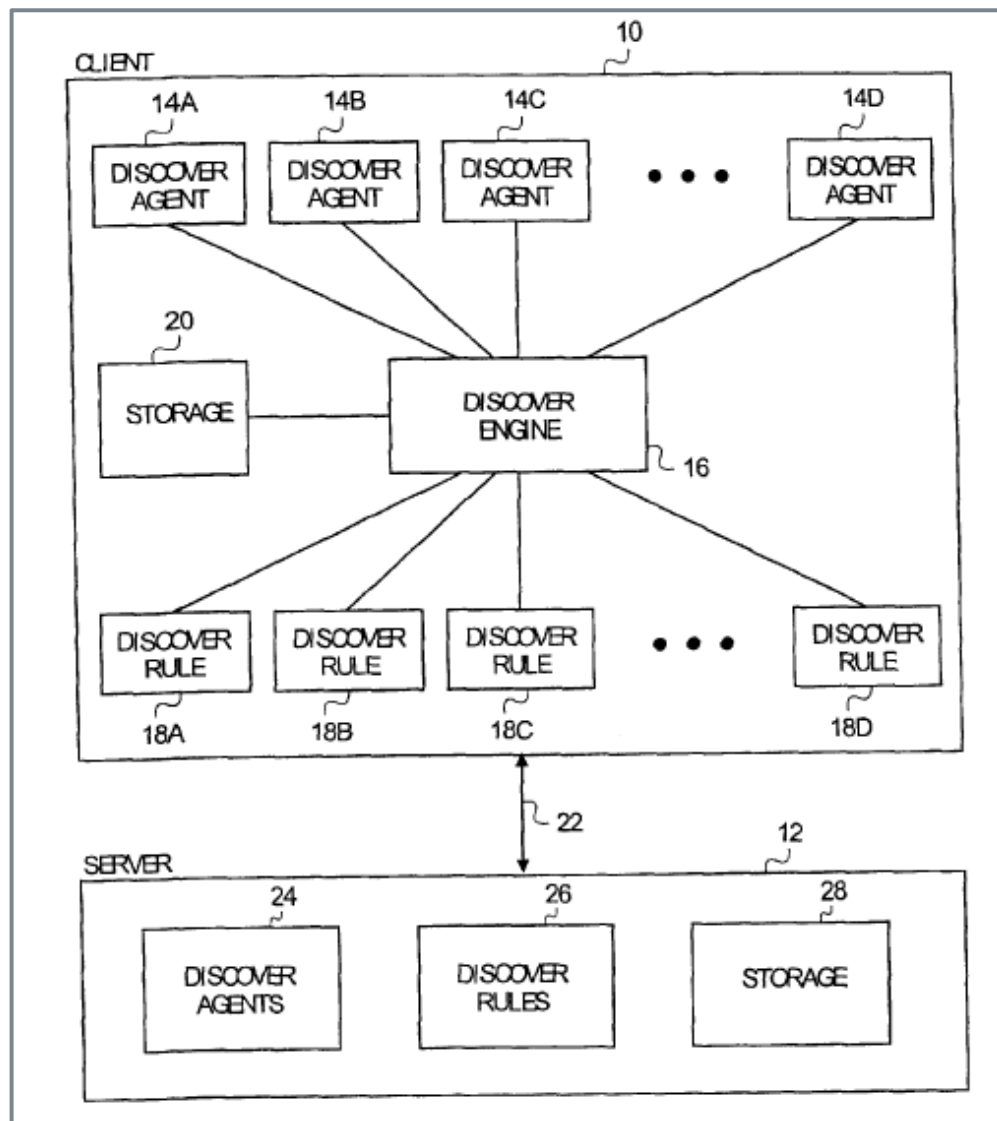 10
CLIENT
14A 14B 14C 14D
DISCOVER DISCOVER DISCOVER DISCOVER
AGENT AGENT AGENT AGENT
20
STORAGE
DISCOVER
ENGINE
16
DISCOVER DISCOVER DISCOVER DISCOVER
RULE RULE RULE RULE
18A 18B 18C 18D
22
12
SERVER
24 26 28
DISCOVER DISCOVER STORAGE
AGENTS RULES